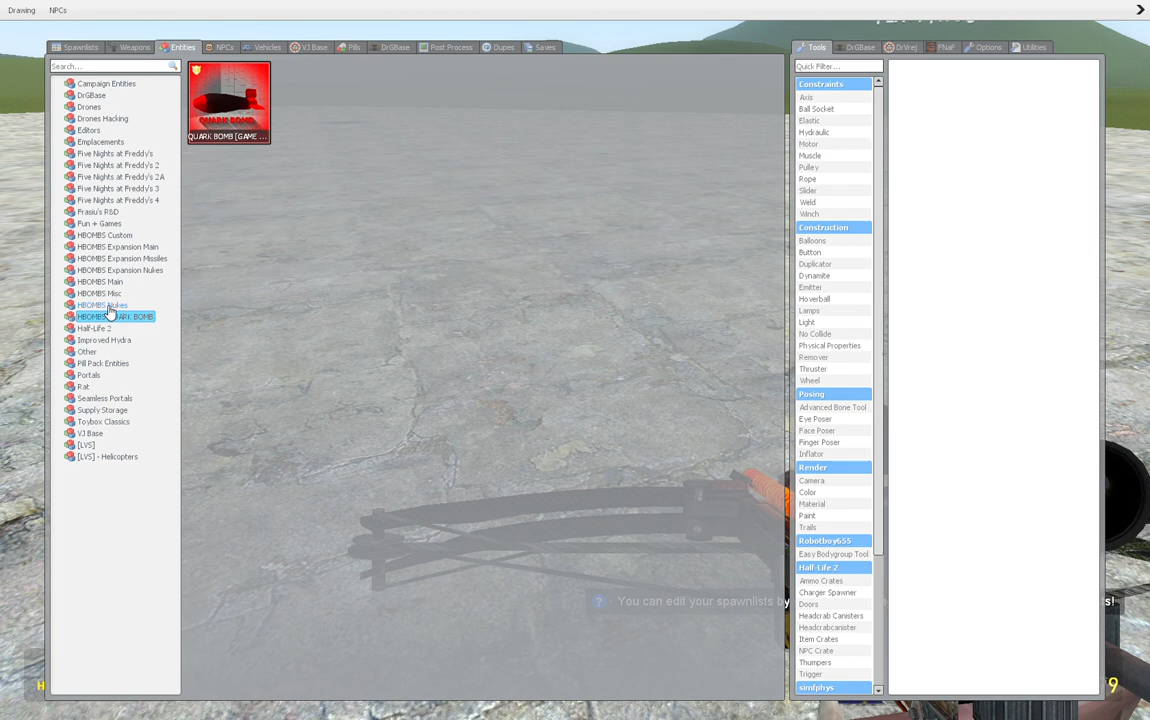 Drawing NPCs
Spawnlists Weapons Entities NPCs Vehicles VJ Base Pills DrGBase Post Process Dupes Saves
Tools DrGBase DrVrej FNaF Options Utilities
Search...
Campaign Entities
DrGBase
Drones
Drones Hacking
Editors
Emplacements
Five Nights at Freddy's
Five Nights at Freddy's 2
Five Nights at Freddy's 2A
Five Nights at Freddy's 3
Five Nights at Freddy's 4
Frasiu's R&D
Fun + Games
HBOMBS Custom
HBOMBS Expansion Main
HBOMBS Expansion Missiles
HBOMBS Expansion Nukes
HBOMBS Main
HBOMBS Misc
HBOMBS Nukes
HBOMBS QUARK BOMB
Half-Life 2
Improved Hydra
Other
Pill Pack Entities
Portals
Rat
Seamless Portals
Supply Storage
Toybox Classics
VJ Base
[LVS]
[LVS] - Helicopters
QUARK BOMB
QUARK BOMB [GAME ...
You can edit your spawnlists by
s!
H
9
Quick Filter...
Constraints
Axis
Ball Socket
Elastic
Hydraulic
Motor
Muscle
Pulley
Rope
Slider
Weld
Winch
Construction
Balloons
Button
Duplicator
Dynamite
Emitter
Hoverball
Lamps
Light
No Collide
Physical Properties
Remover
Thruster
Wheel
Posing
Advanced Bone Tool
Eye Poser
Face Poser
Finger Poser
Inflator
Render
Camera
Color
Material
Paint
Trails
Robotboy655
Easy Bodygroup Tool
Half-Life 2
Ammo Crates
Charger Spawner
Doors
Headcrab Canisters
Headcrabcanister
Item Crates
NPC Crate
Thumpers
Trigger
simfphys